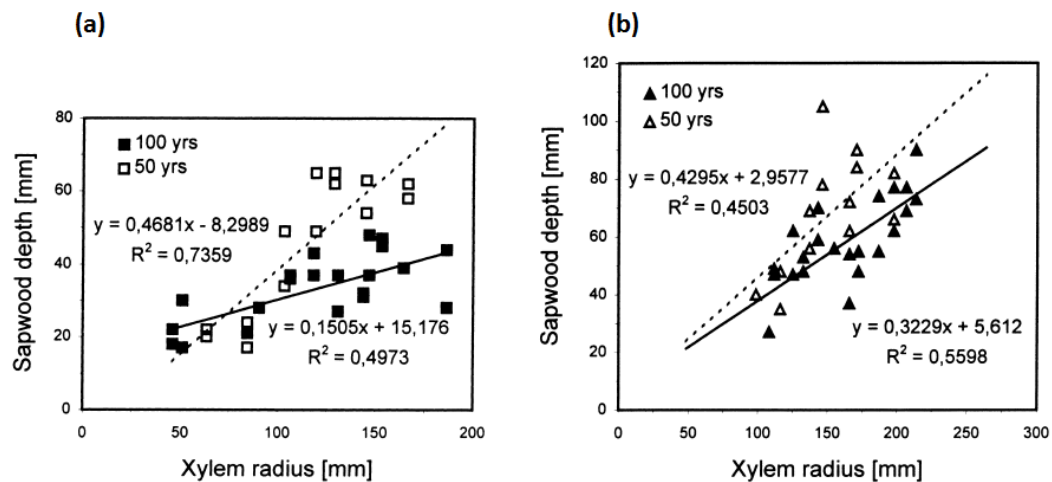 (a)
80
60
40
20
0
Sapwood depth [mm]
100 yrs
50 yrs
y = 0,4681x - 8,2989
R² = 0,7359
y = 0,1505x + 15,176
R² = 0,4973
0 50 100 150 200
Xylem radius [mm]
(b)
120
100
80
60
40
20
0
Sapwood depth [mm]
100 yrs
50 yrs
y = 0,4295x + 2,9577
R² = 0,4503
y = 0,3229x + 5,612
R² = 0,5598
0 50 100 150 200 250 300
Xylem radius [mm]